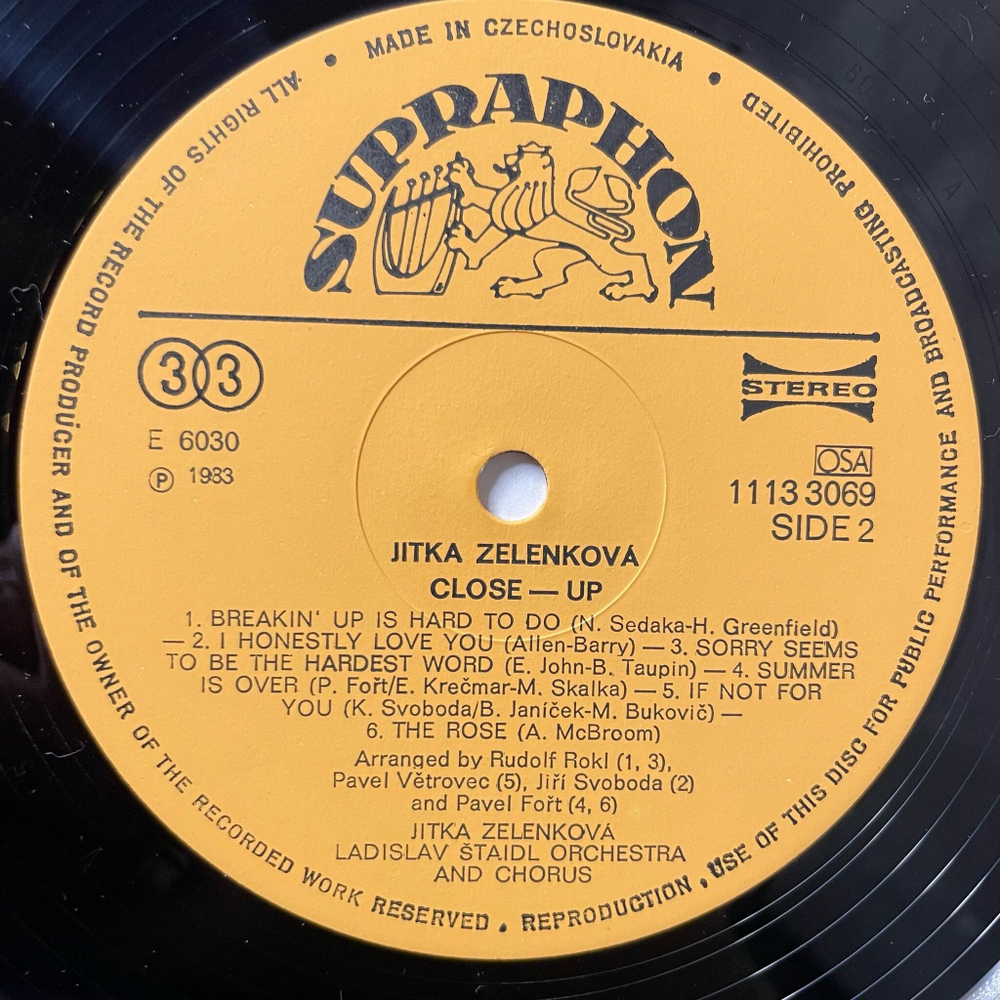 ALL RIGHTS OF THE RECORD PRODUCER AND OF THE OWNER OF THE RECORDED WORK RESERVED . REPRODUCTION , USE OF THIS DISC FOR PUBLIC PERFORMANCE AND BROADCASTING PROHIBITED
• MADE IN CZECHOSLOVAKIA •
SUPRAPHON
33
STEREO
E 6030
Ⓟ 1983
OSA
1113 3069
SIDE 2
JITKA ZELENKOVÁ
CLOSE — UP
1. BREAKIN' UP IS HARD TO DO (N. Sedaka-H. Greenfield)
— 2. I HONESTLY LOVE YOU (Allen-Barry) — 3. SORRY SEEMS
TO BE THE HARDEST WORD (E. John-B. Taupin) — 4. SUMMER
IS OVER (P. Fořt/E. Krečmar-M. Skalka) — 5. IF NOT FOR
YOU (K. Svoboda/B. Janíček-M. Bukovič) —
6. THE ROSE (A. McBroom)
Arranged by Rudolf Rokl (1, 3),
Pavel Větrovec (5), Jiří Svoboda (2)
and Pavel Fořt (4, 6)
JITKA ZELENKOVÁ
LADISLAV ŠTAIDL ORCHESTRA
AND CHORUS